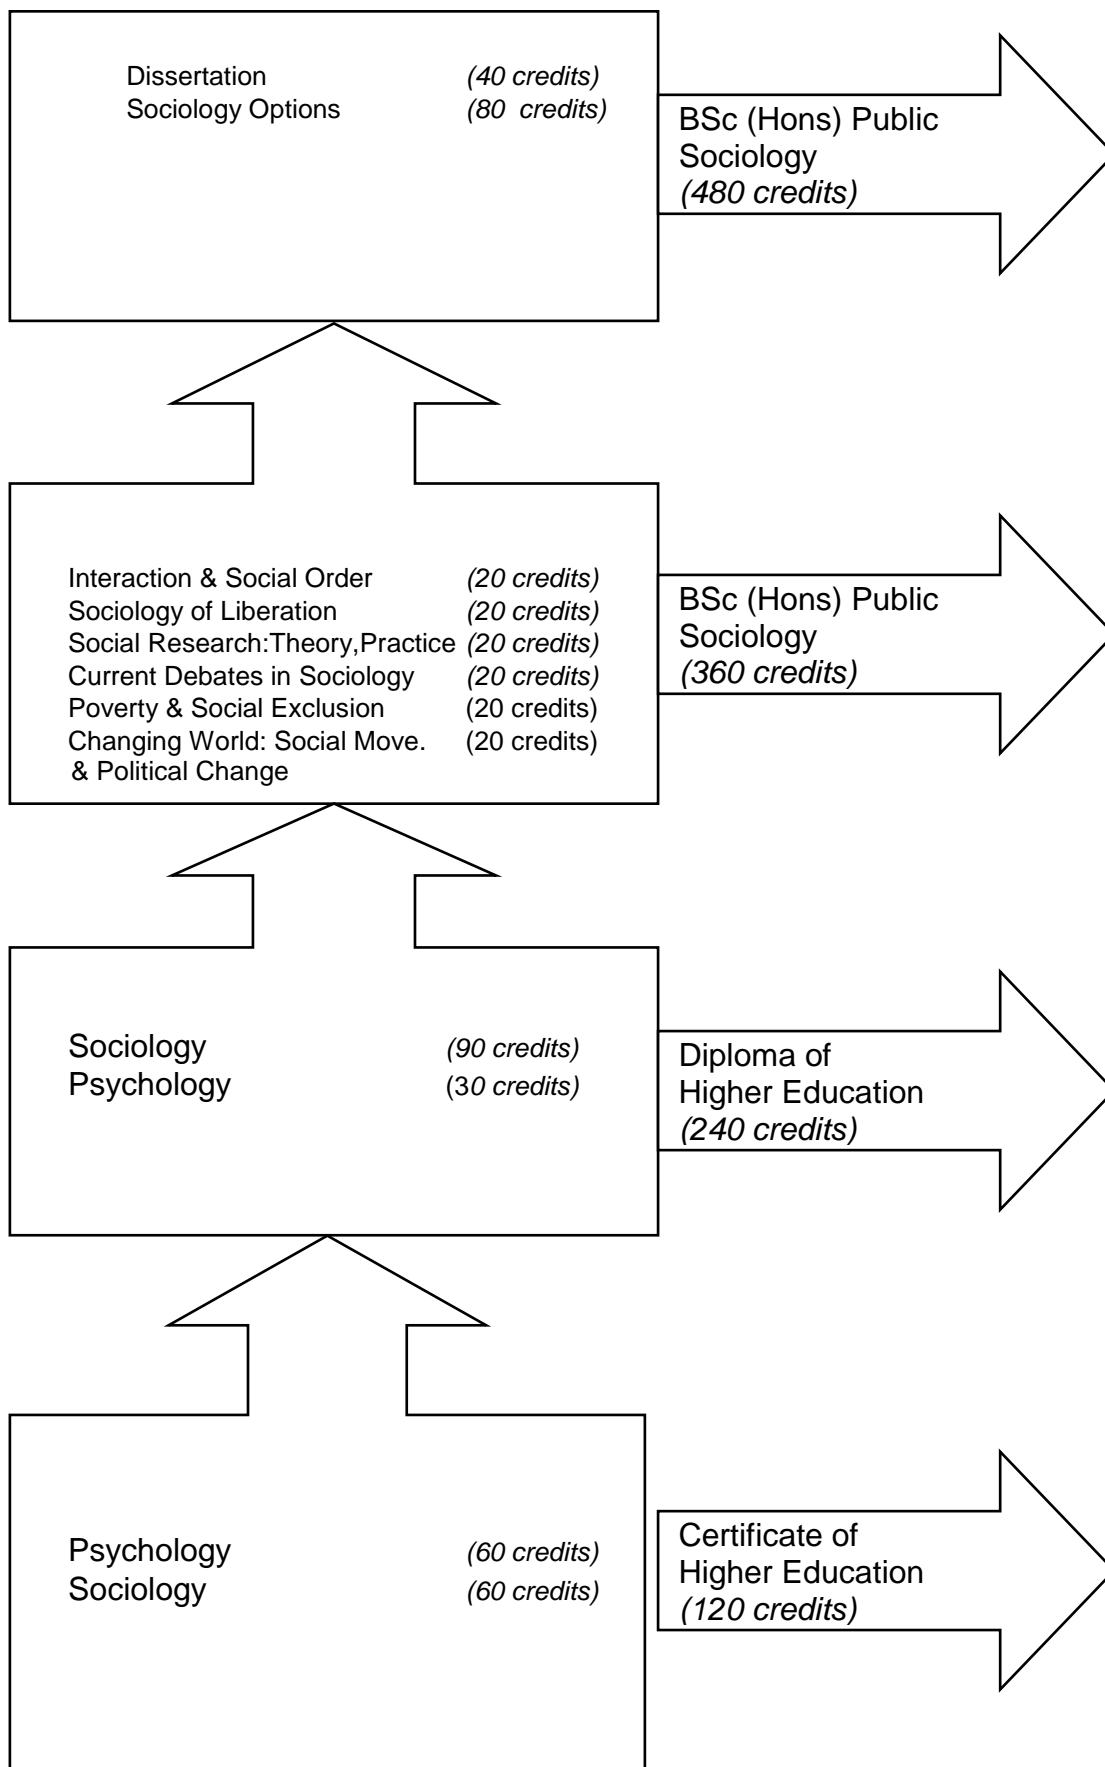 Dissertation (40 credits)
Sociology Options (80 credits)
BSc (Hons) Public
Sociology
(480 credits)
Interaction & Social Order (20 credits)
Sociology of Liberation (20 credits)
Social Research:Theory,Practice (20 credits)
Current Debates in Sociology (20 credits)
Poverty & Social Exclusion (20 credits)
Changing World: Social Move. (20 credits)
& Political Change
BSc (Hons) Public
Sociology
(360 credits)
Sociology (90 credits)
Psychology (30 credits)
Diploma of
Higher Education
(240 credits)
Psychology (60 credits)
Sociology (60 credits)
Certificate of
Higher Education
(120 credits)